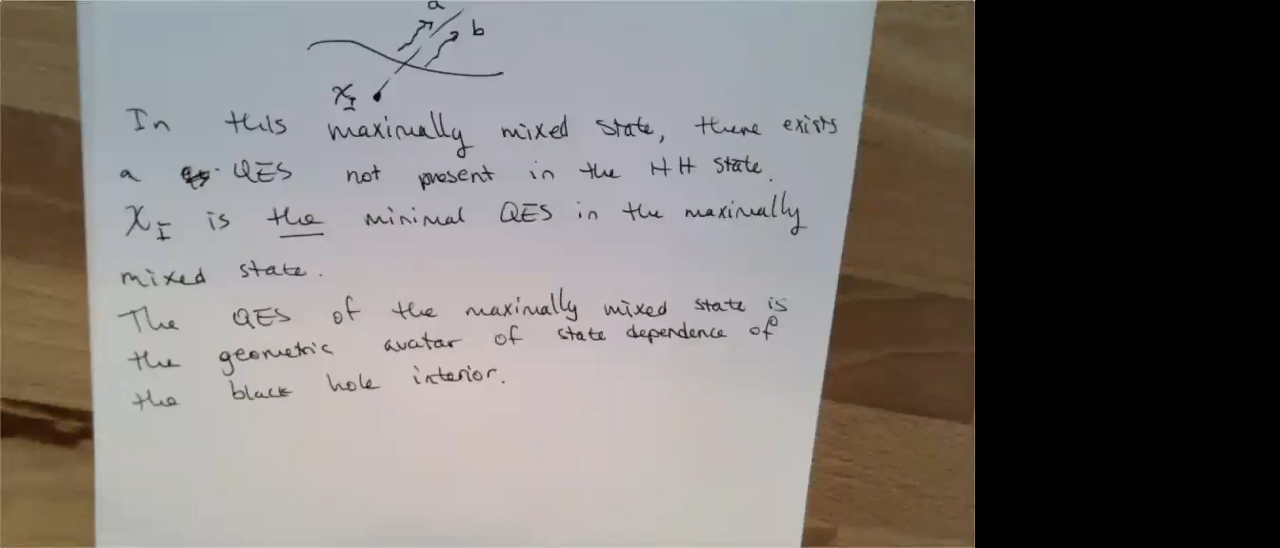 a
b
χ_I
In this maximally mixed state, there exists
a QES not present in the HH state.
χ_I is the minimal QES in the maximally
mixed state.
The QES of the maximally mixed state is
the geometric avatar of state dependence of
the black hole interior.